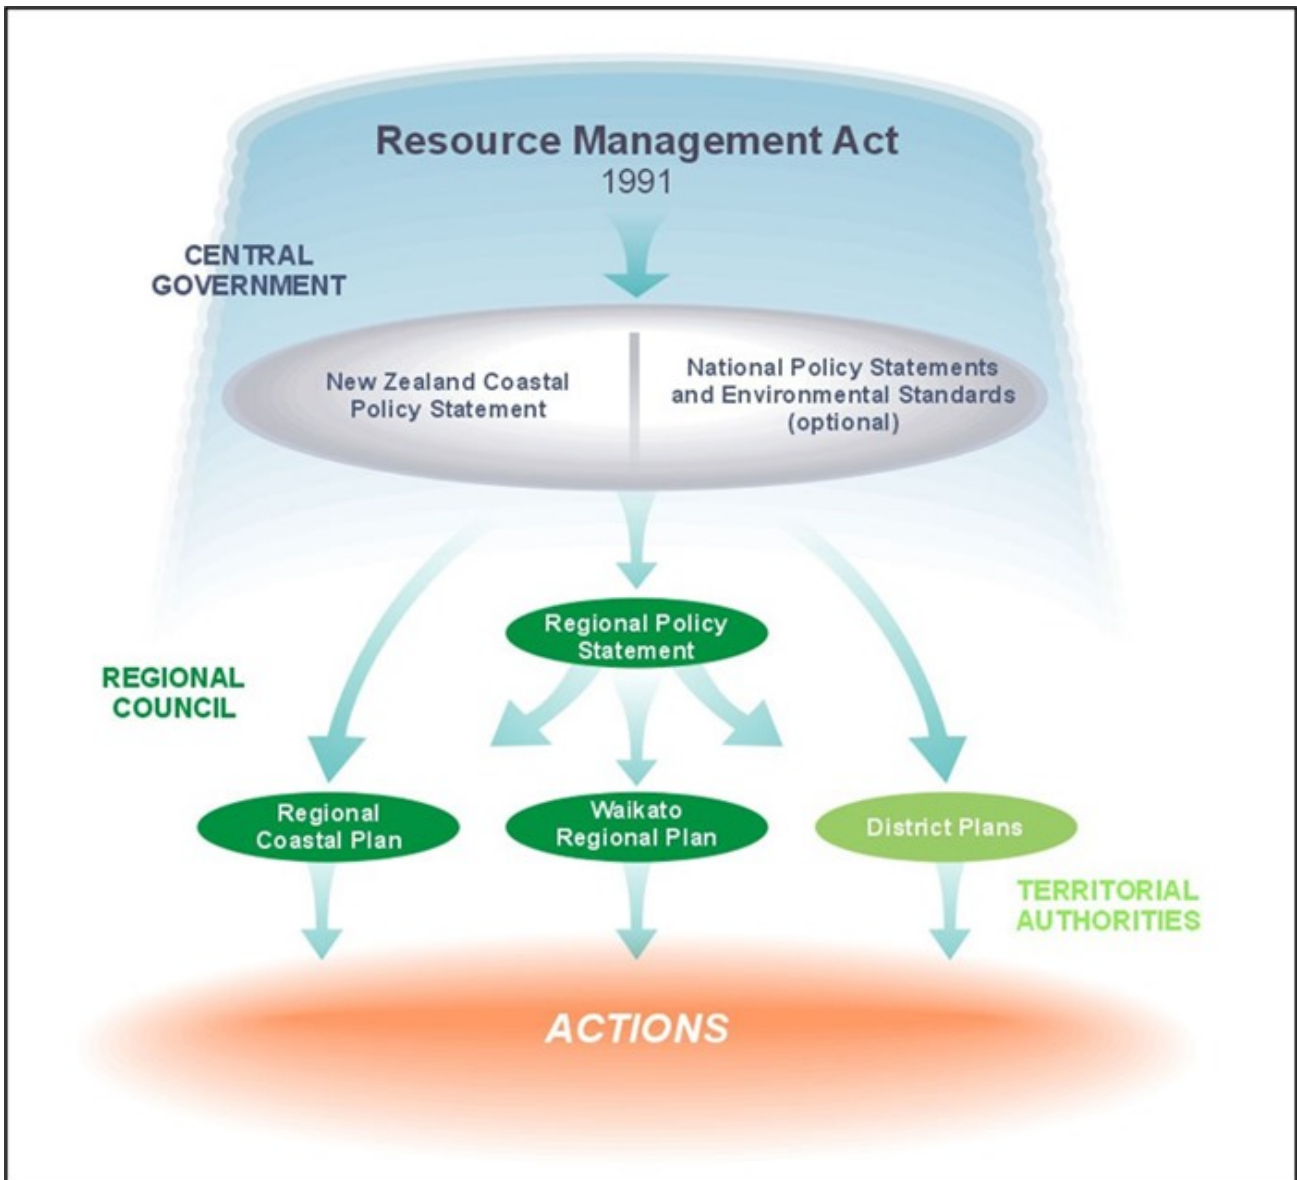 Resource Management Act
1991
CENTRAL
GOVERNMENT
New Zealand Coastal
Policy Statement
National Policy Statements
and Environmental Standards
(optional)
Regional Policy
Statement
REGIONAL
COUNCIL
Regional
Coastal Plan
Waikato
Regional Plan
District Plans
TERRITORIAL
AUTHORITIES
ACTIONS